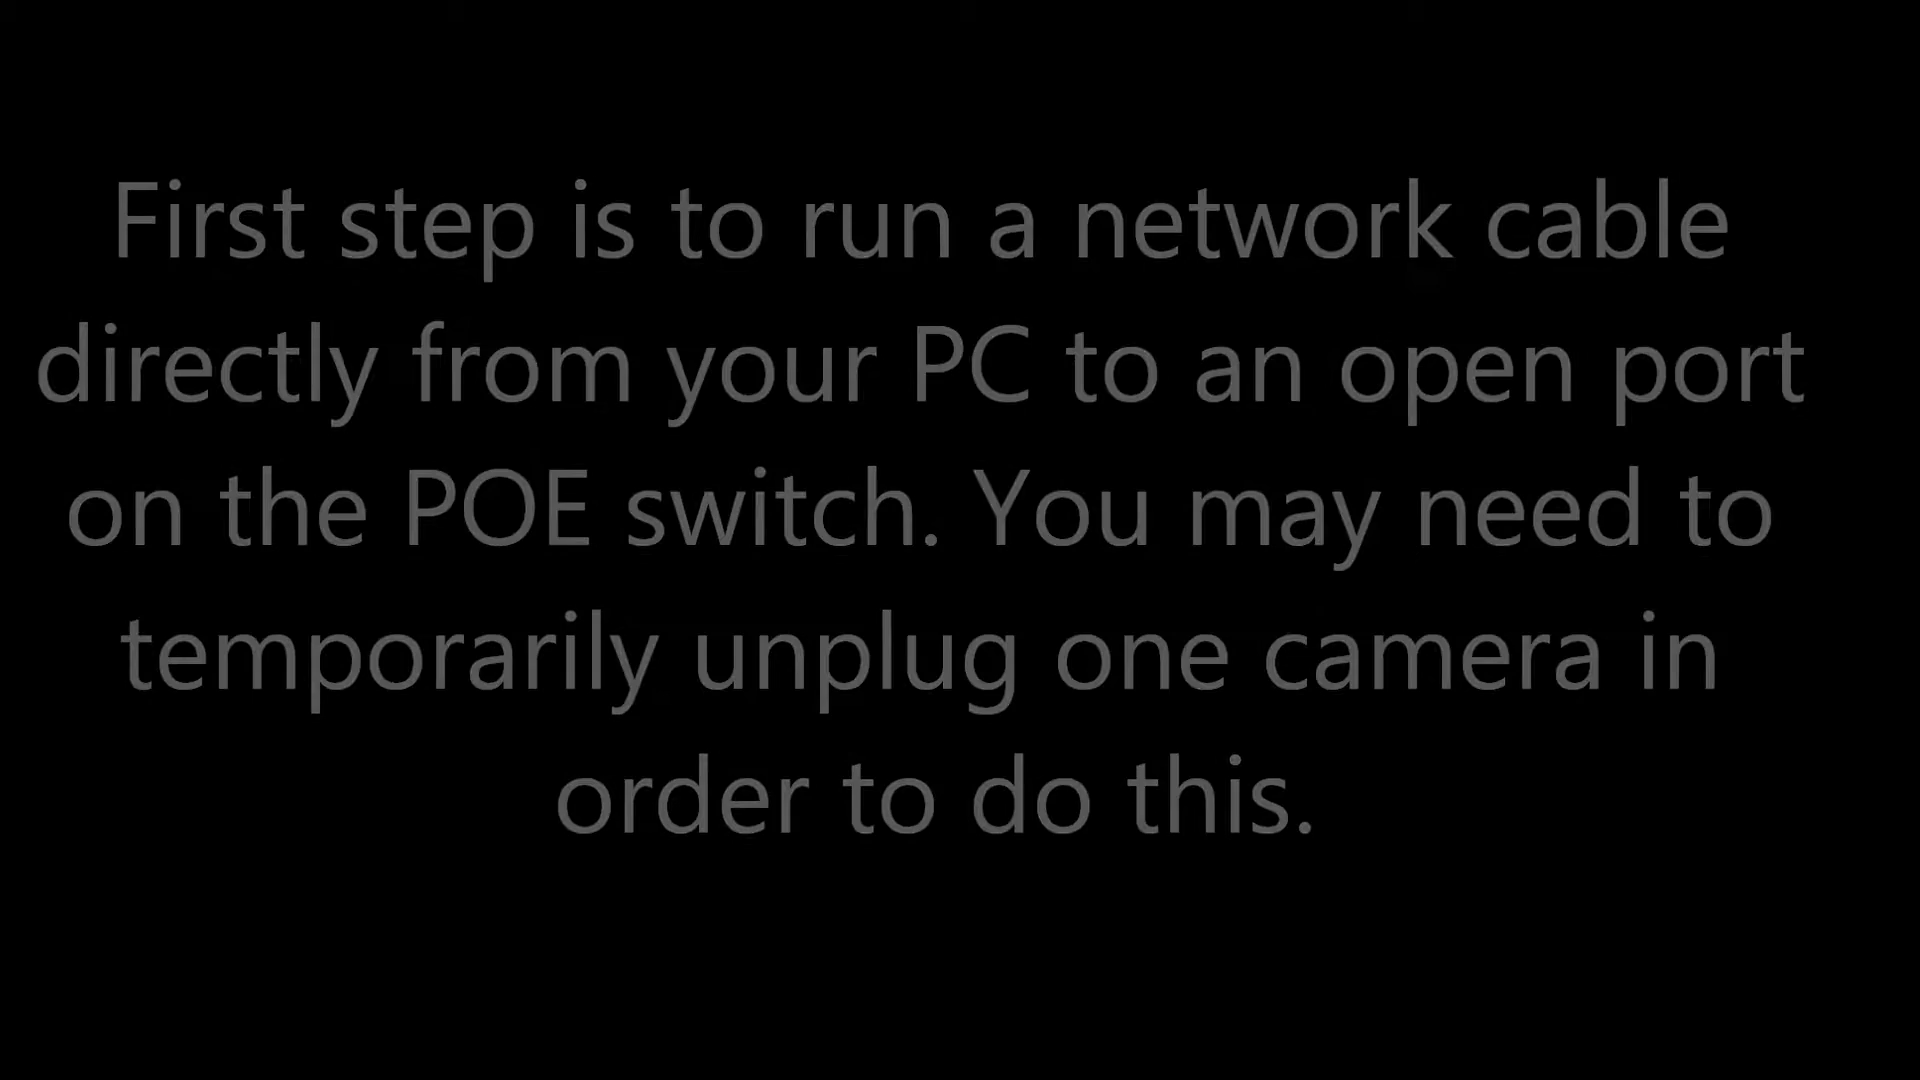 First step is to run a network cable
directly from your PC to an open port
on the POE switch. You may need to
temporarily unplug one camera in
order to do this.